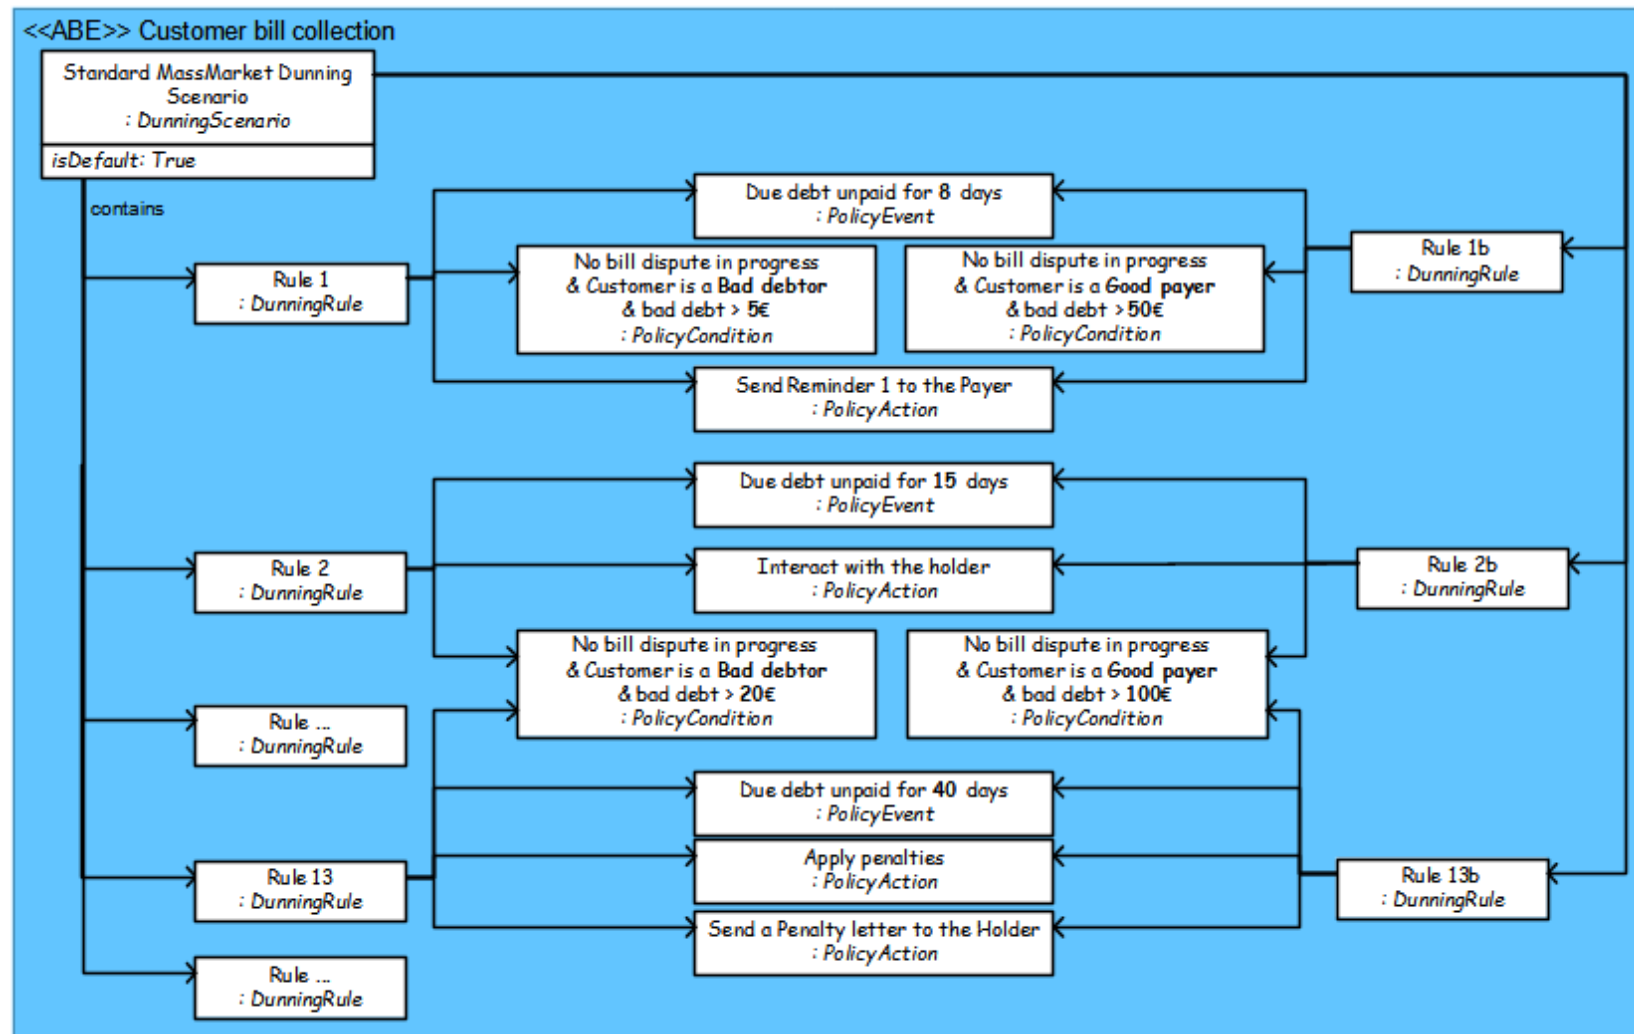 <<ABE>> Customer bill collection
Standard MassMarket Dunning
Scenario
: DunningScenario
isDefault: True
contains
Due debt unpaid for 8 days
: PolicyEvent
Rule 1
: DunningRule
No bill dispute in progress
& Customer is a Bad debtor
& bad debt > 5€
: PolicyCondition
No bill dispute in progress
& Customer is a Good payer
& bad debt > 50€
: PolicyCondition
Rule 1b
: DunningRule
Send Reminder 1 to the Payer
: PolicyAction
Due debt unpaid for 15 days
: PolicyEvent
Rule 2
: DunningRule
Interact with the holder
: PolicyAction
Rule 2b
: DunningRule
No bill dispute in progress
& Customer is a Bad debtor
& bad debt > 20€
: PolicyCondition
No bill dispute in progress
& Customer is a Good payer
& bad debt > 100€
: PolicyCondition
Rule ...
: DunningRule
Due debt unpaid for 40 days
: PolicyEvent
Rule 13
: DunningRule
Apply penalties
: PolicyAction
Rule 13b
: DunningRule
Send a Penalty letter to the Holder
: PolicyAction
Rule ...
: DunningRule